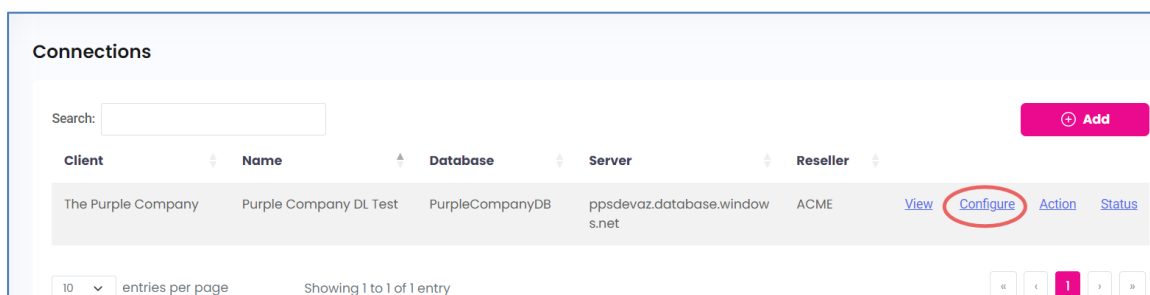 Connections
Search:
Add
Client Name Database Server Reseller
The Purple Company Purple Company DL Test PurpleCompanyDB ppsdevaz.database.window ACME View Configure Action Status
s.net
10 entries per page Showing 1 to 1 of 1 entry « ‹ 1 › »